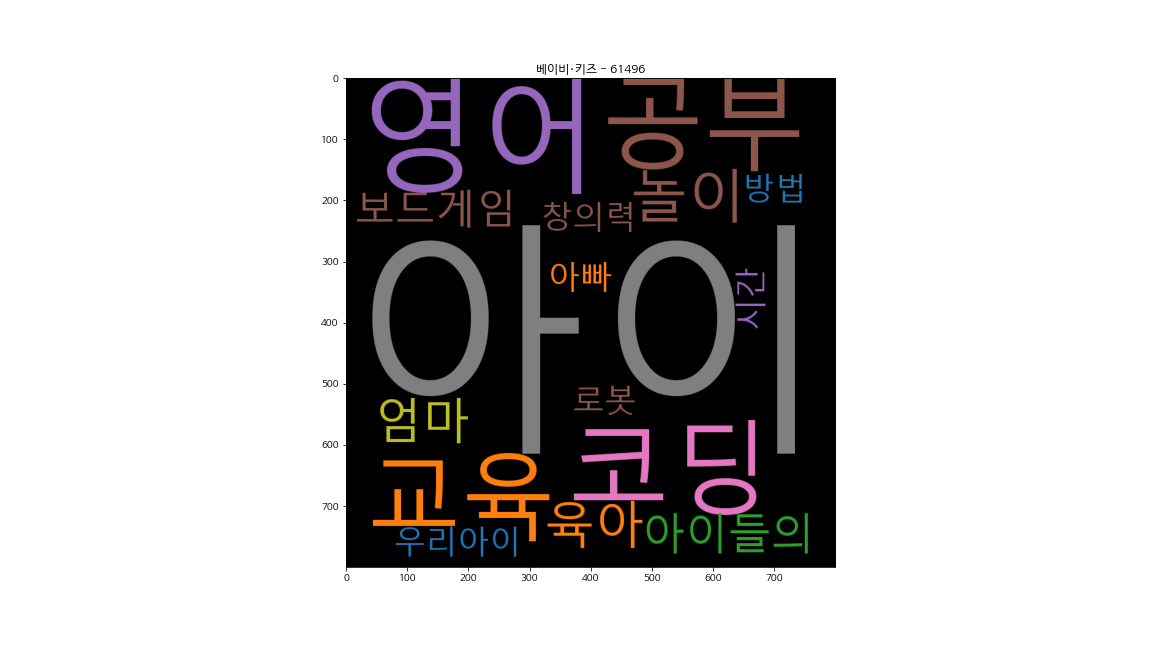 베이비·키즈 - 61496
영어 공부
놀이 방법
보드게임 창의력
아이
아빠
시간
로봇
엄마
코딩
교육
육아 아이들의
우리아이
0
100
200
300
400
500
600
700
0 100 200 300 400 500 600 700